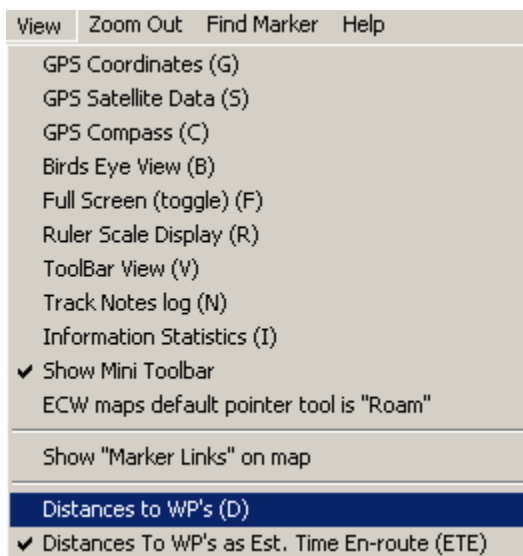 View Zoom Out Find Marker Help
GPS Coordinates (G)
GPS Satellite Data (S)
GPS Compass (C)
Birds Eye View (B)
Full Screen (toggle) (F)
Ruler Scale Display (R)
ToolBar View (V)
Track Notes log (N)
Information Statistics (I)
✓ Show Mini Toolbar
ECW maps default pointer tool is "Roam"
Show "Marker Links" on map
Distances to WP's (D)
✓ Distances To WP's as Est. Time En-route (ETE)